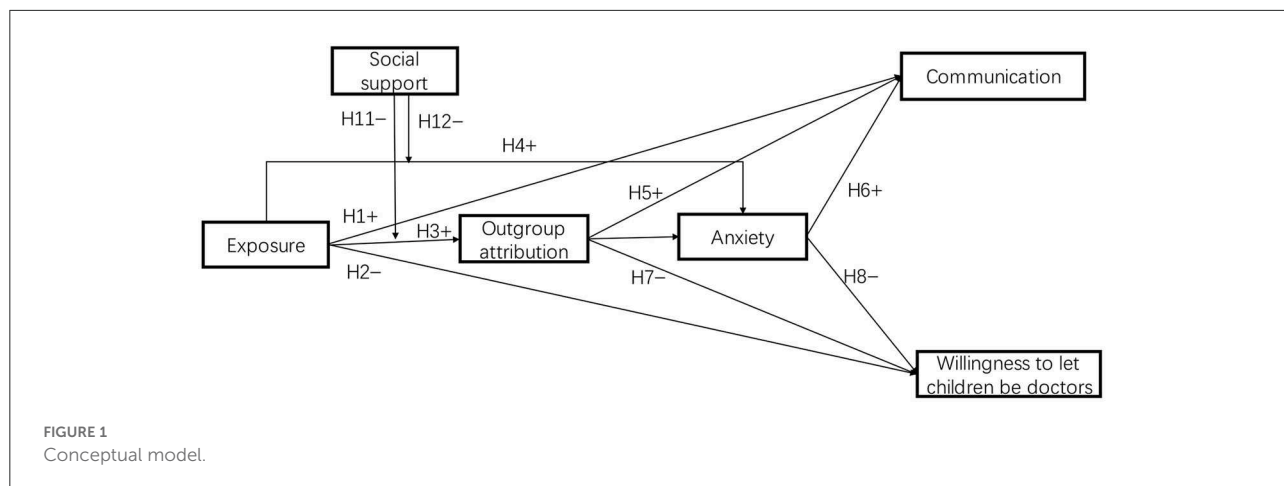 Social
support
Communication
H11–
H12–
H4+
H5+
H6+
H1+
Exposure
H3+
Outgroup
attribution
Anxiety
H2–
H7–
H8–
Willingness to let
children be doctors
FIGURE 1
Conceptual model.